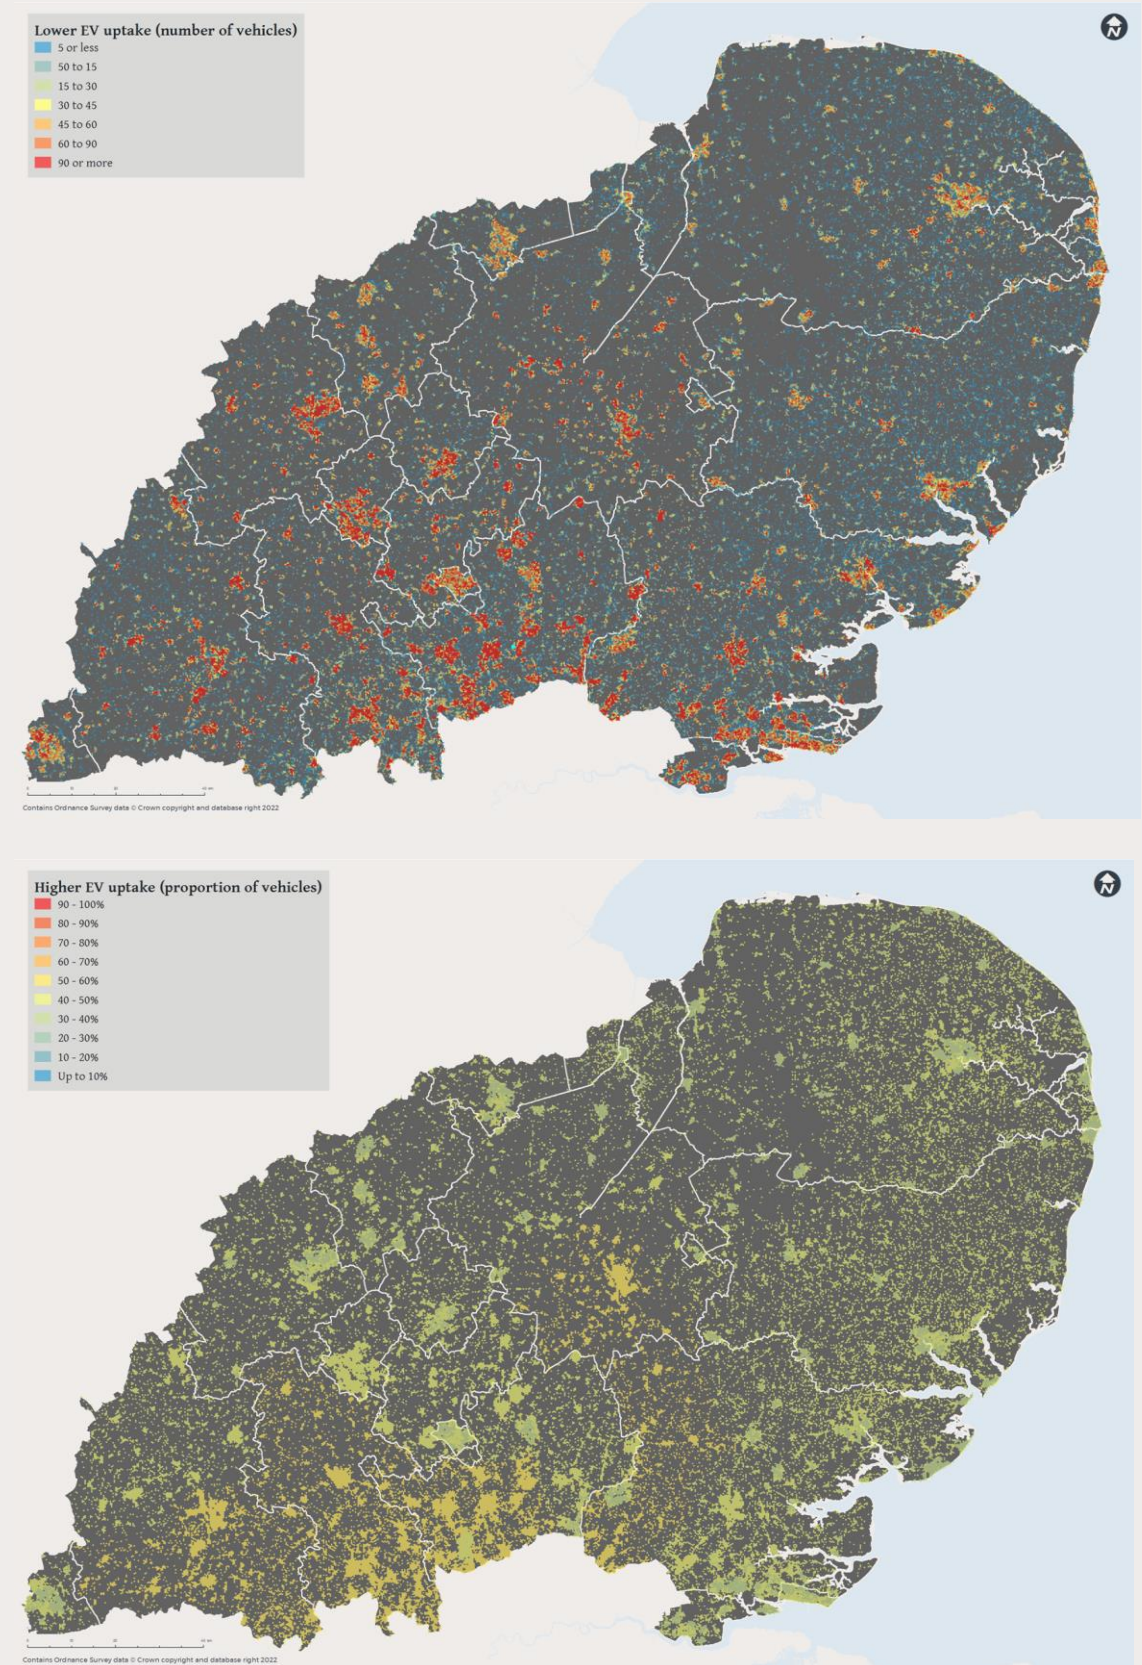 Lower EV uptake (number of vehicles)
5 or less
50 to 15
15 to 30
30 to 45
45 to 60
60 to 90
90 or more
N
Contains Ordnance Survey data © Crown copyright and database right 2022
Higher EV uptake (proportion of vehicles)
90 - 100%
80 - 90%
70 - 80%
60 - 70%
50 - 60%
40 - 50%
30 - 40%
20 - 30%
10 - 20%
Up to 10%
N
Contains Ordnance Survey data © Crown copyright and database right 2022